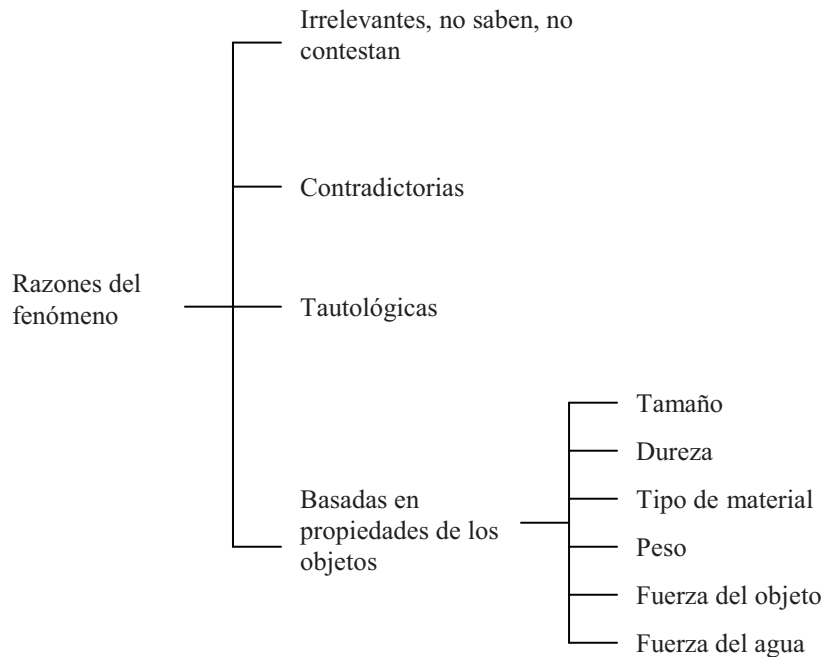 Irrelevantes, no saben, no
contestan
Contradictorias
Razones del
fenómeno
Tautológicas
Tamaño
Dureza
Tipo de material
Basadas en
propiedades de los
objetos
Peso
Fuerza del objeto
Fuerza del agua